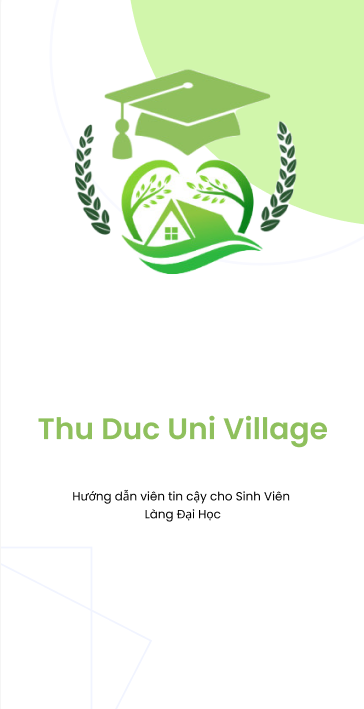 Thu Duc Uni Village
Hướng dẫn viên tin cậy cho Sinh Viên
Làng Đại Học